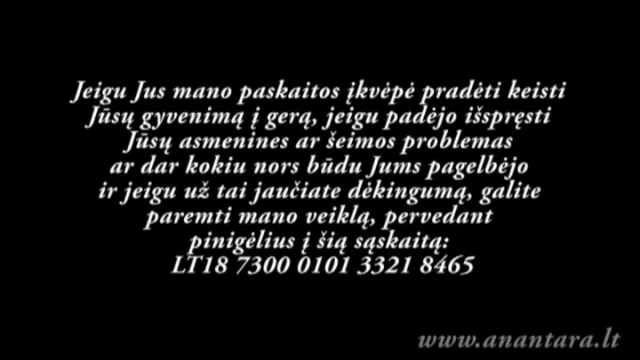 Jeigu Jus mano paskaitos įkvėpė pradėti keisti
Jūsų gyvenimą į gerą, jeigu padėjo išspręsti
Jūsų asmenines ar šeimos problemas
ar dar kokiu nors būdu Jums pagelbėjo
ir jeigu už tai jaučiate dėkingumą, galite
paremti mano veiklą, pervedant
pinigėlius į šią sąskaitą:
LT18 7300 0101 3321 8465
www.anantara.lt